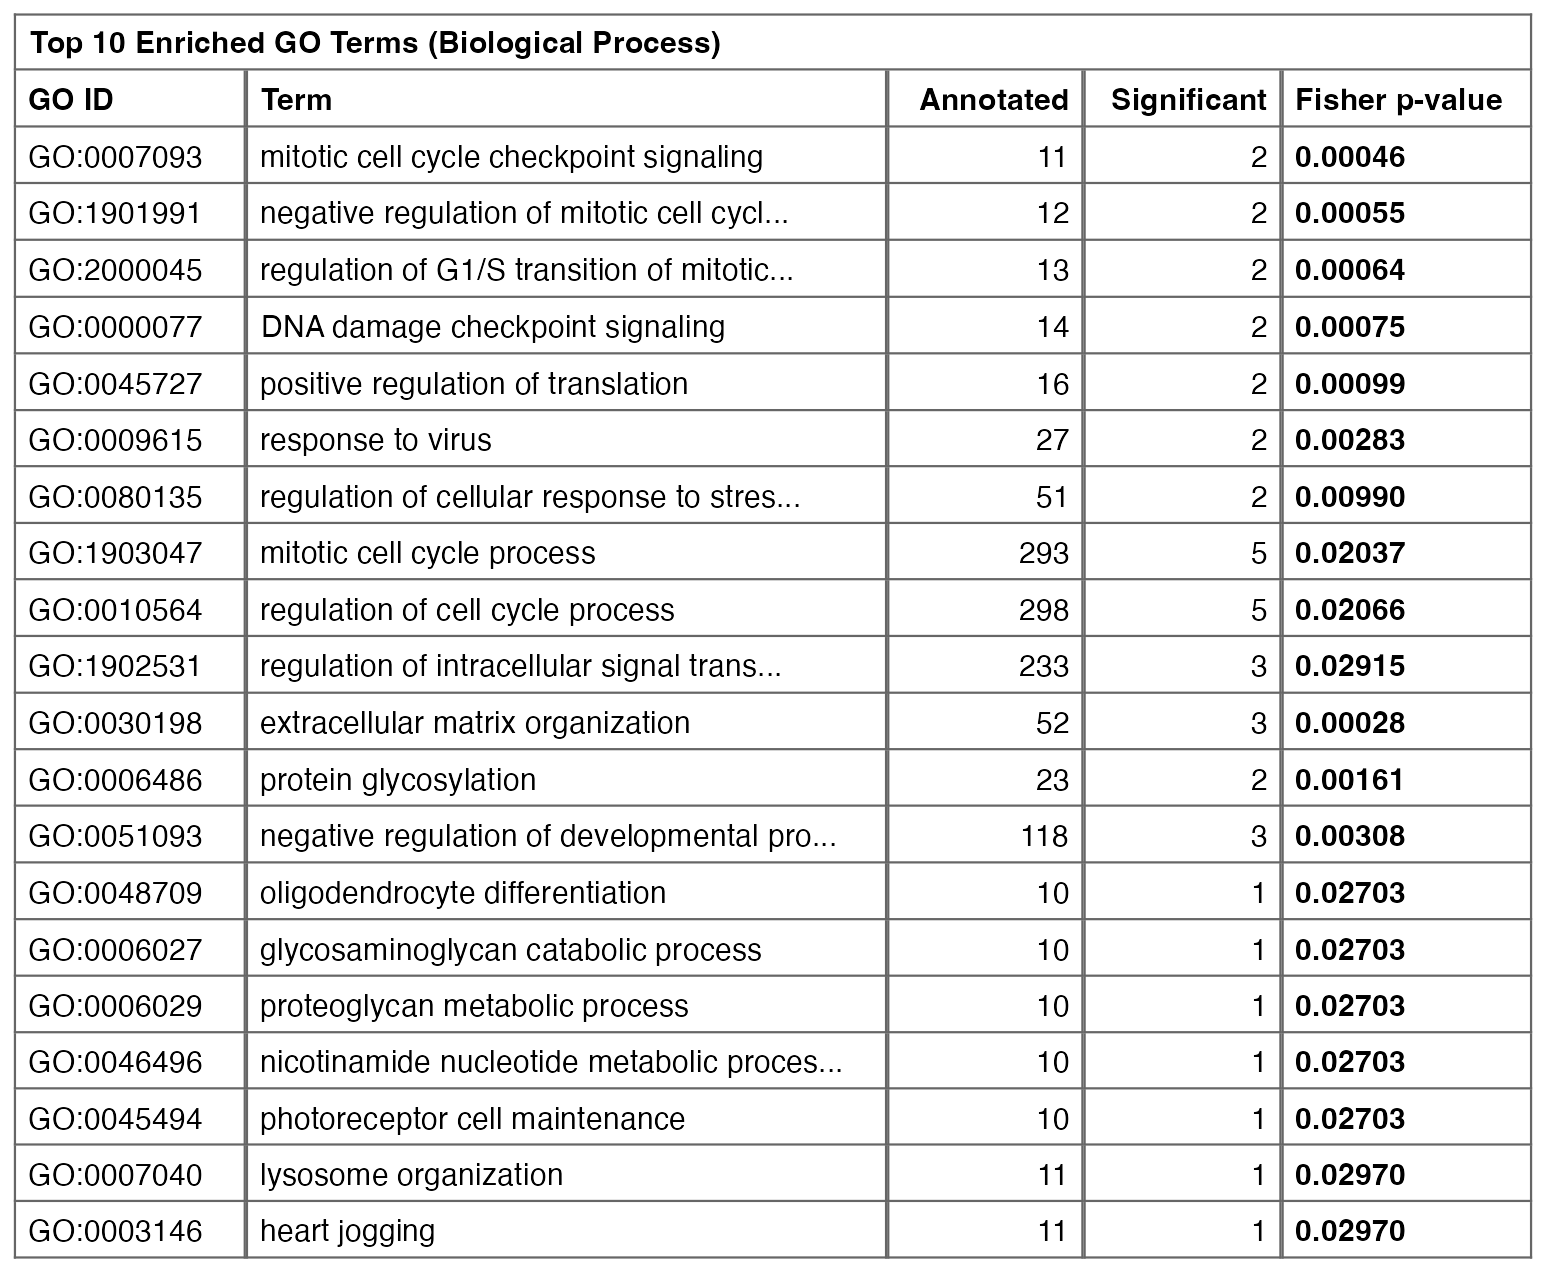 Top 10 Enriched GO Terms (Biological Process)
GO ID Term Annotated Significant Fisher p-value
GO:0007093 mitotic cell cycle checkpoint signaling 11 2 0.00046
GO:1901991 negative regulation of mitotic cell cycl... 12 2 0.00055
GO:2000045 regulation of G1/S transition of mitotic... 13 2 0.00064
GO:0000077 DNA damage checkpoint signaling 14 2 0.00075
GO:0045727 positive regulation of translation 16 2 0.00099
GO:0009615 response to virus 27 2 0.00283
GO:0080135 regulation of cellular response to stres... 51 2 0.00990
GO:1903047 mitotic cell cycle process 293 5 0.02037
GO:0010564 regulation of cell cycle process 298 5 0.02066
GO:1902531 regulation of intracellular signal trans... 233 3 0.02915
GO:0030198 extracellular matrix organization 52 3 0.00028
GO:0006486 protein glycosylation 23 2 0.00161
GO:0051093 negative regulation of developmental pro... 118 3 0.00308
GO:0048709 oligodendrocyte differentiation 10 1 0.02703
GO:0006027 glycosaminoglycan catabolic process 10 1 0.02703
GO:0006029 proteoglycan metabolic process 10 1 0.02703
GO:0046496 nicotinamide nucleotide metabolic proces... 10 1 0.02703
GO:0045494 photoreceptor cell maintenance 10 1 0.02703
GO:0007040 lysosome organization 11 1 0.02970
GO:0003146 heart jogging 11 1 0.02970